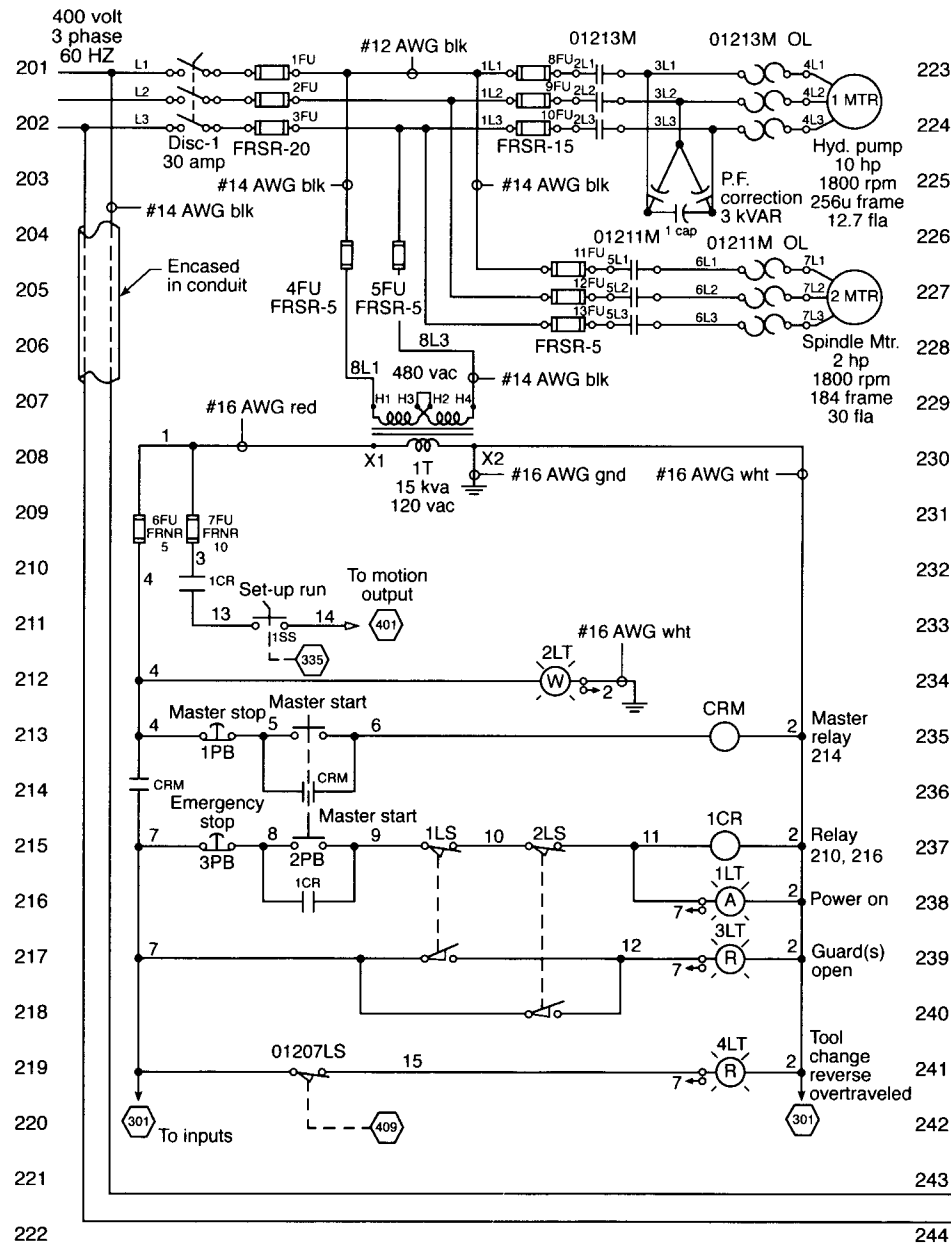 400 volt
3 phase
60 HZ
#12 AWG blk
01213M
01213M OL
201
L1
1FU
1L1
8FU
2L1
3L1
4L1
223
L2
2FU
1L2
9FU
2L2
3L2
4L2
1 MTR
202
L3
3FU
1L3
10FU
2L3
3L3
4L3
224
Disc-1
30 amp
FRSR-20
FRSR-15
Hyd. pump
10 hp
1800 rpm
256u frame
12.7 fla
203
#14 AWG blk
#14 AWG blk
P.F.
correction
3 kVAR
225
#14 AWG blk
1 cap
204
01211M
01211M OL
226
Encased
in conduit
11FU
5L1
6L1
7L1
205
4FU
FRSR-5
5FU
FRSR-5
12FU
5L2
6L2
7L2
2 MTR
227
13FU
5L3
6L3
7L3
206
8L3
FRSR-5
228
Spindle Mtr.
2 hp
1800 rpm
184 frame
30 fla
8L1
480 vac
#14 AWG blk
207
#16 AWG red
H1
H3
H2
H4
229
1
208
X1
1T
15 kva
120 vac
X2
#16 AWG gnd
#16 AWG wht
230
209
6FU
FRNR
5
7FU
FRNR
10
231
210
4
3
1CR
Set-up run
To motion
output
232
211
13
1SS
14
401
233
335
#16 AWG wht
212
4
2LT
W
2
234
Master stop
Master start
CRM
213
4
1PB
5
6
2
Master
relay
214
235
214
CRM
CRM
236
Emergency
stop
Master start
215
7
3PB
8
2PB
9
1LS
10
2LS
11
1CR
2
Relay
210, 216
237
216
1CR
1LT
7
A
2
Power on
238
217
7
12
3LT
7
R
2
Guard(s)
open
239
218
240
219
01207LS
15
4LT
7
R
2
Tool
change
reverse
overtraveled
241
220
301
To inputs
409
301
242
221
243
222
244